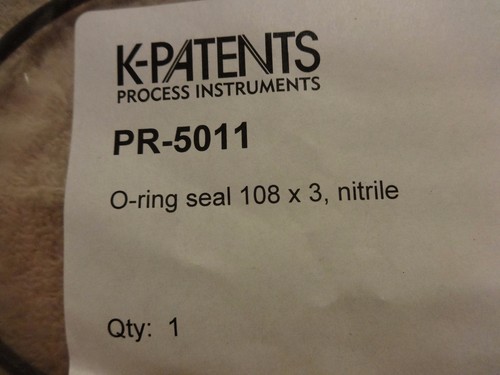 K-PATENTS
PROCESS INSTRUMENTS
PR-5011
O-ring seal 108 x 3, nitrile
Qty: 1